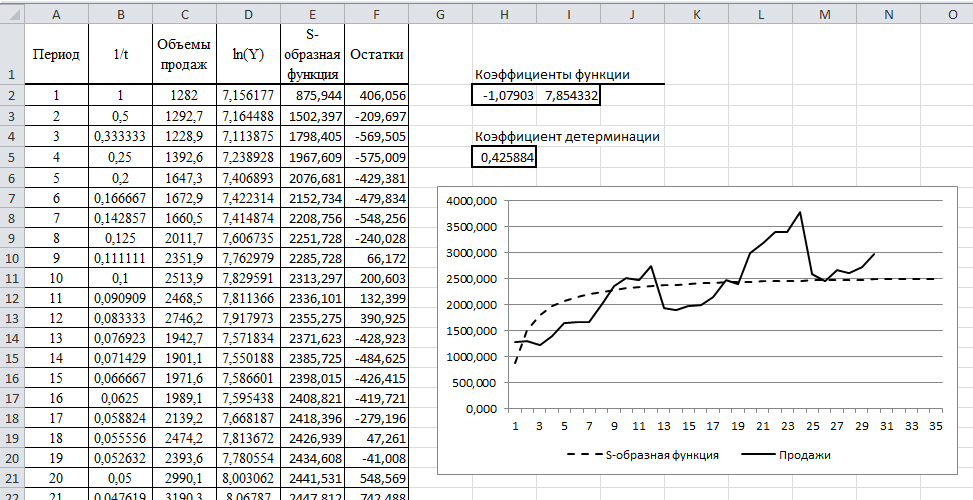 A B C D E F G H I J K L M N O
1 Период 1/t Объемы продаж ln(Y) S-образная функция Остатки Коэффициенты функции
2 1 1 1282 7,156177 875,944 406,056 -1,07903 7,854332
3 2 0,5 1292,7 7,164488 1502,397 -209,697
4 3 0,333333 1228,9 7,113875 1798,405 -569,505 Коэффициент детерминации
5 4 0,25 1392,6 7,238928 1967,609 -575,009 0,425884
6 5 0,2 1647,3 7,406893 2076,681 -429,381
7 6 0,166667 1672,9 7,422314 2152,734 -479,834
8 7 0,142857 1660,5 7,414874 2208,756 -548,256
9 8 0,125 2011,7 7,606735 2251,728 -240,028
10 9 0,111111 2351,9 7,762979 2285,728 66,172
11 10 0,1 2513,9 7,829591 2313,297 200,603
12 11 0,090909 2468,5 7,811366 2336,101 132,399
13 12 0,083333 2746,2 7,917973 2355,275 390,925
14 13 0,076923 1942,7 7,571834 2371,623 -428,923
15 14 0,071429 1901,1 7,550188 2385,725 -484,625
16 15 0,066667 1971,6 7,586601 2398,015 -426,415
17 16 0,0625 1989,1 7,595438 2408,821 -419,721
18 17 0,058824 2139,2 7,668187 2418,396 -279,196
19 18 0,055556 2474,2 7,813672 2426,939 47,261
20 19 0,052632 2393,6 7,780554 2434,608 -41,008
21 20 0,05 2990,1 8,003062 2441,531 548,569
22 21 0,047619 3190,3 8,06787 2447,812 742,488
4000,000
3500,000
3000,000
2500,000
2000,000
1500,000
1000,000
500,000
0,000
1 3 5 7 9 11 13 15 17 19 21 23 25 27 29 31 33 35
S-образная функция Продажи